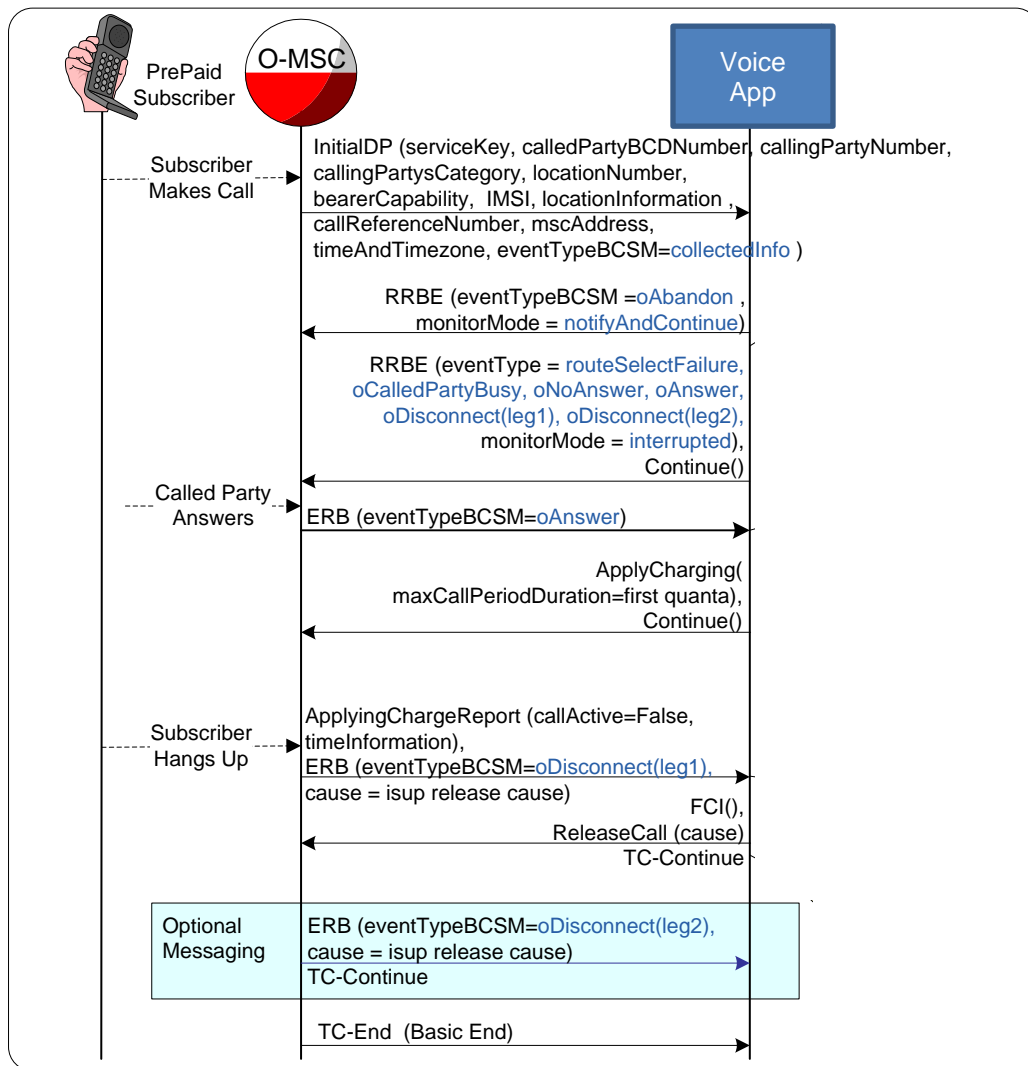 PrePaid
Subscriber
O-MSC
Voice
App
Subscriber
Makes Call
InitialDP (serviceKey, calledPartyBCDNumber, callingPartyNumber,
callingPartysCategory, locationNumber,
bearerCapability, IMSI, locationInformation ,
callReferenceNumber, mscAddress,
timeAndTimezone, eventTypeBCSM=collectedInfo )
RRBE (eventTypeBCSM =oAbandon ,
monitorMode = notifyAndContinue)
RRBE (eventType = routeSelectFailure,
oCalledPartyBusy, oNoAnswer, oAnswer,
oDisconnect(leg1), oDisconnect(leg2),
monitorMode = interrupted),
Continue()
Called Party
Answers
ERB (eventTypeBCSM=oAnswer)
ApplyCharging(
maxCallPeriodDuration=first quanta),
Continue()
Subscriber
Hangs Up
ApplyingChargeReport (callActive=False,
timeInformation),
ERB (eventTypeBCSM=oDisconnect(leg1),
cause = isup release cause)
FCI(),
ReleaseCall (cause)
TC-Continue
Optional
Messaging
ERB (eventTypeBCSM=oDisconnect(leg2),
cause = isup release cause)
TC-Continue
TC-End (Basic End)